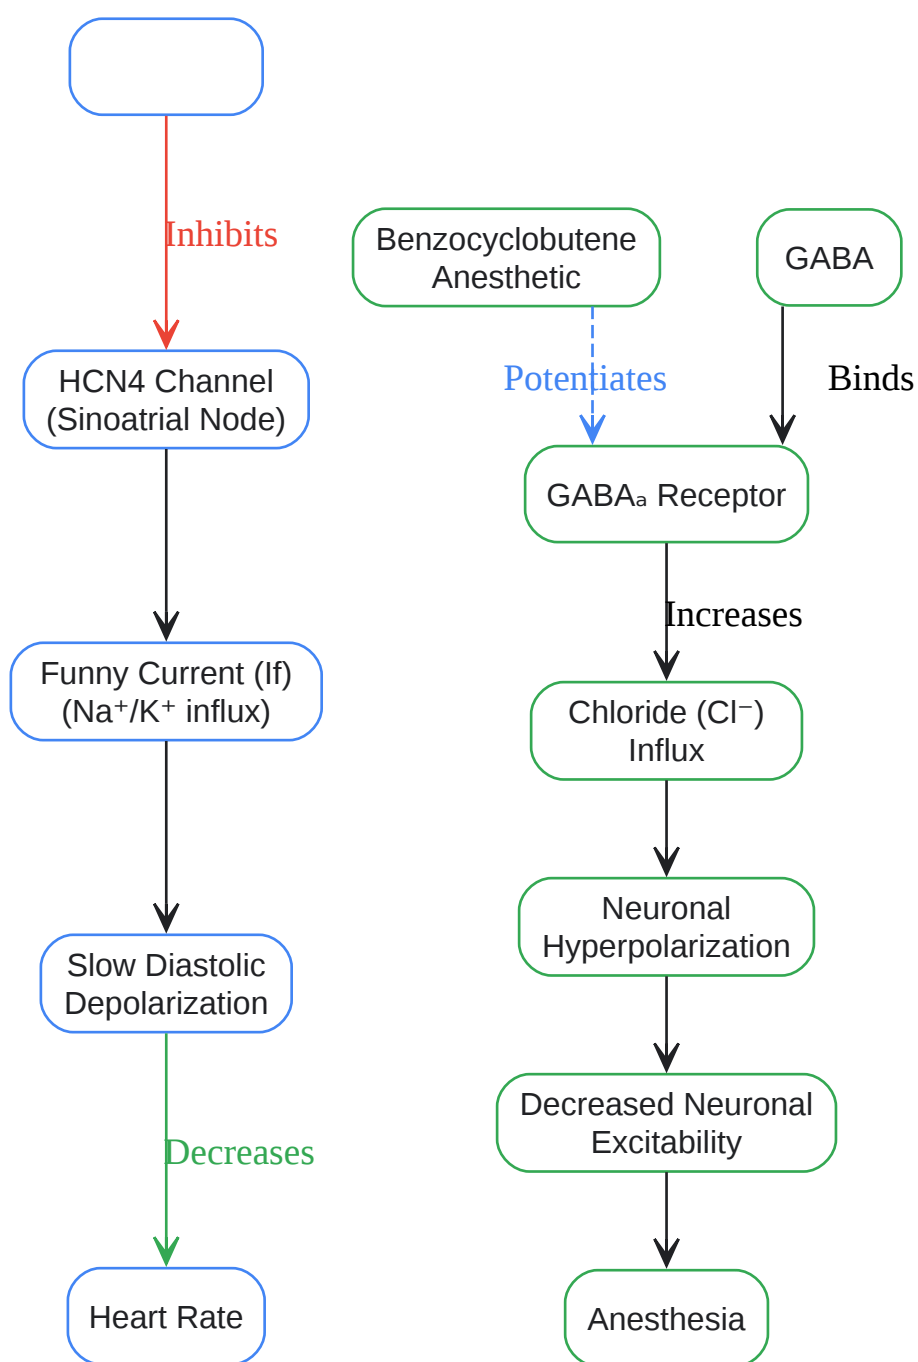 Inhibits
HCN4 Channel
(Sinoatrial Node)
Funny Current (If)
(Na⁺/K⁺ influx)
Slow Diastolic
Depolarization
Decreases
Heart Rate
Benzocyclobutene
Anesthetic
GABA
Potentiates
Binds
GABAₐ Receptor
Increases
Chloride (Cl⁻)
Influx
Neuronal
Hyperpolarization
Decreased Neuronal
Excitability
Anesthesia